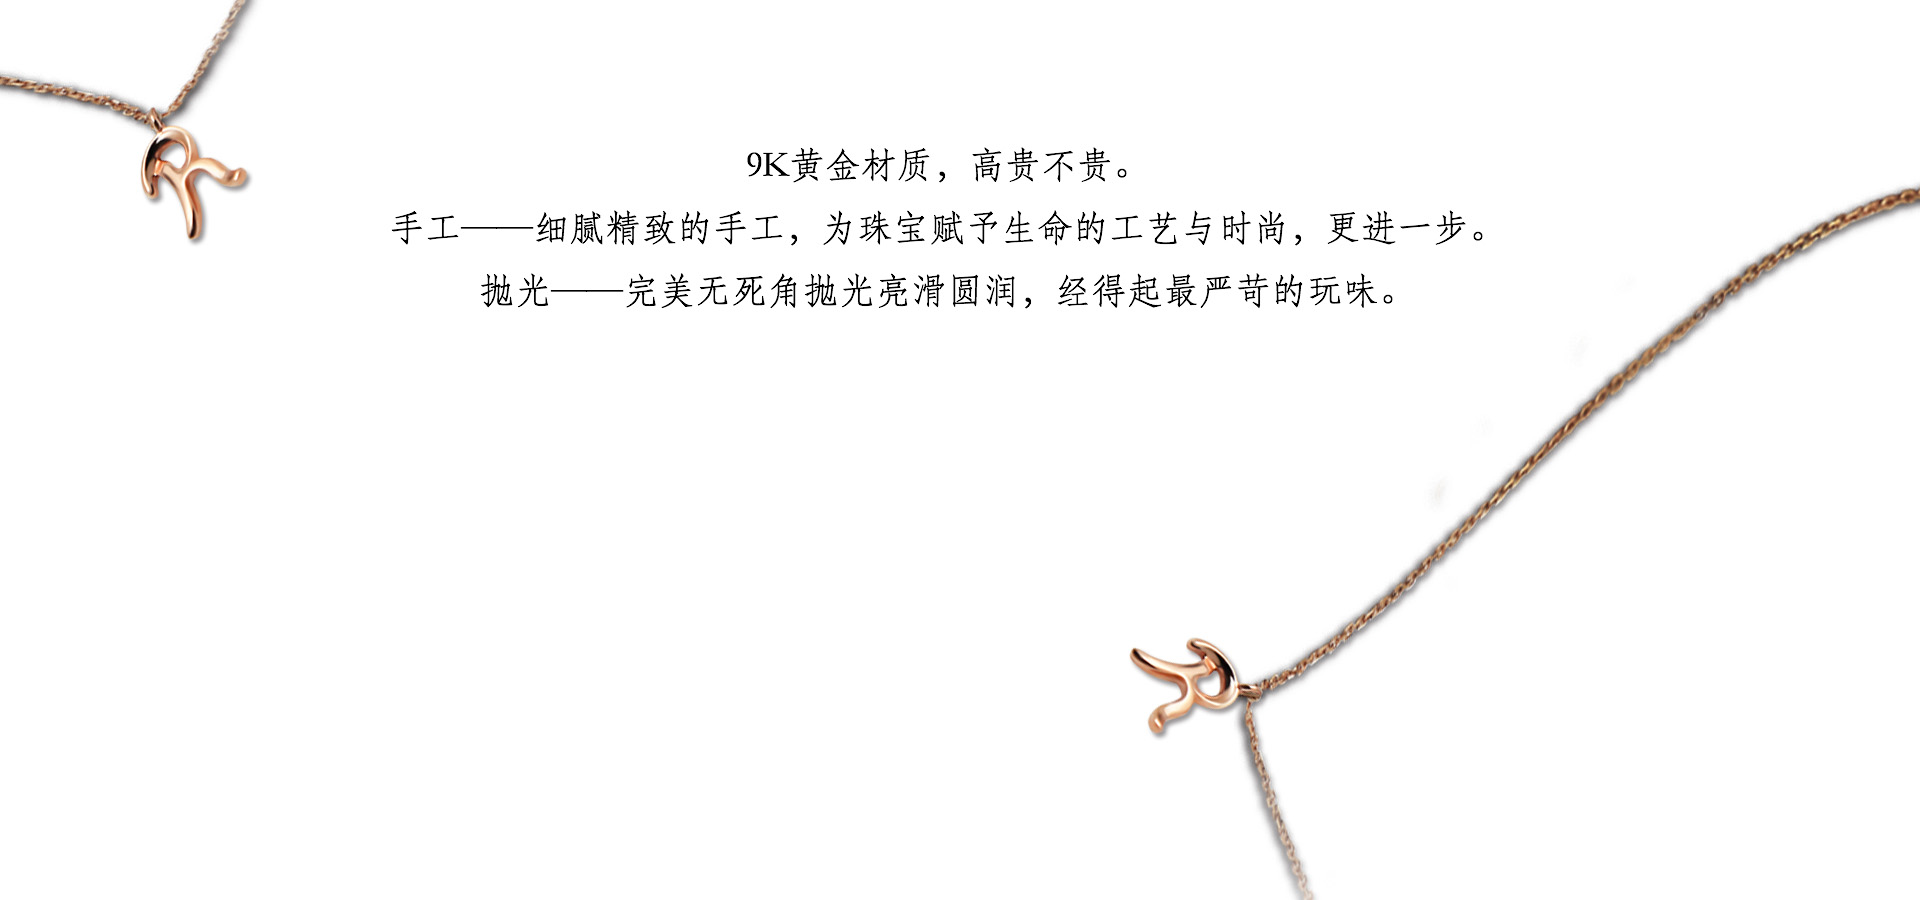 9K黄金材质，高贵不贵。
手工——细腻精致的手工，为珠宝赋予生命的工艺与时尚，更进一步。
抛光——完美无死角抛光亮滑圆润，经得起最严苛的玩味。